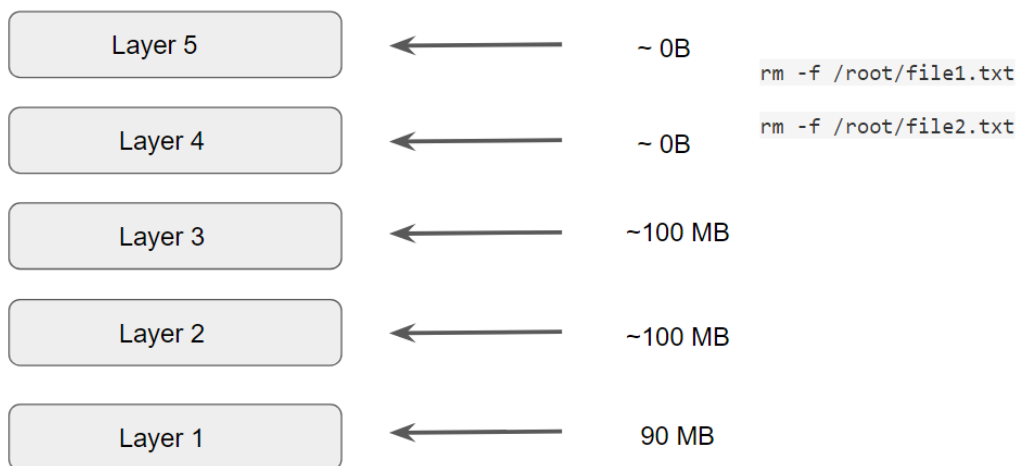 Layer 5
~ 0B
rm -f /root/file1.txt
Layer 4
~ 0B
rm -f /root/file2.txt
Layer 3
~100 MB
Layer 2
~100 MB
Layer 1
90 MB